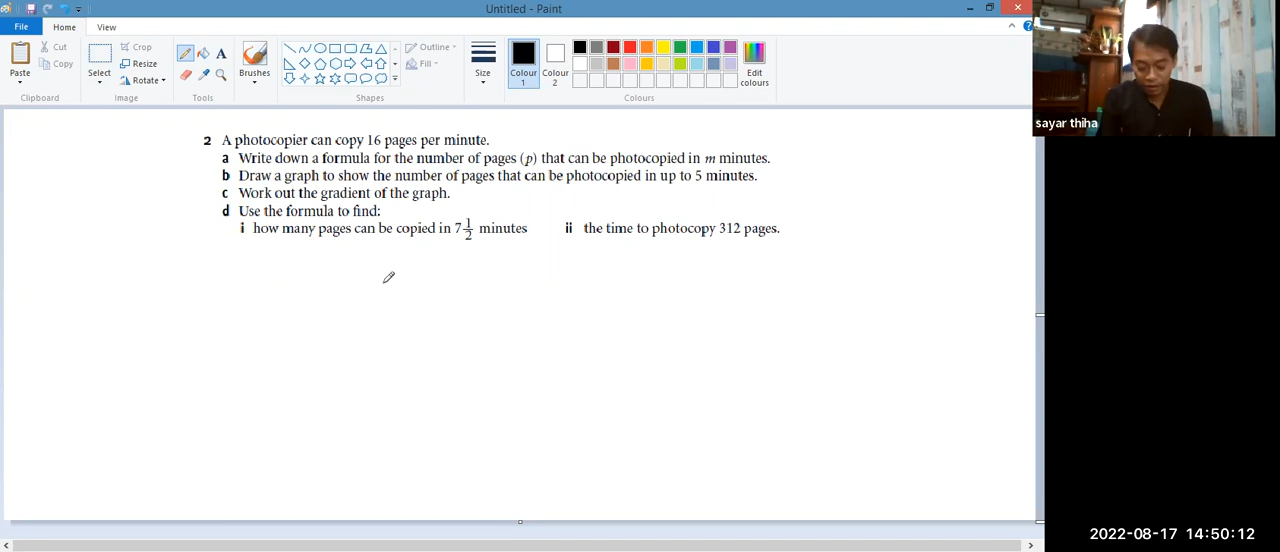 Untitled - Paint
File
Home
View
Paste
Cut
Copy
Clipboard
Select
Crop
Resize
Rotate
Image
Tools
Brushes
Shapes
Outline
Fill
Size
Colour 1
Colour 2
Edit colours
Colours
sayar thiha
2 A photocopier can copy 16 pages per minute.
a Write down a formula for the number of pages (p) that can be photocopied in m minutes.
b Draw a graph to show the number of pages that can be photocopied in up to 5 minutes.
c Work out the gradient of the graph.
d Use the formula to find:
i how many pages can be copied in 7 1/2 minutes ii the time to photocopy 312 pages.
2022-08-17 14:50:12